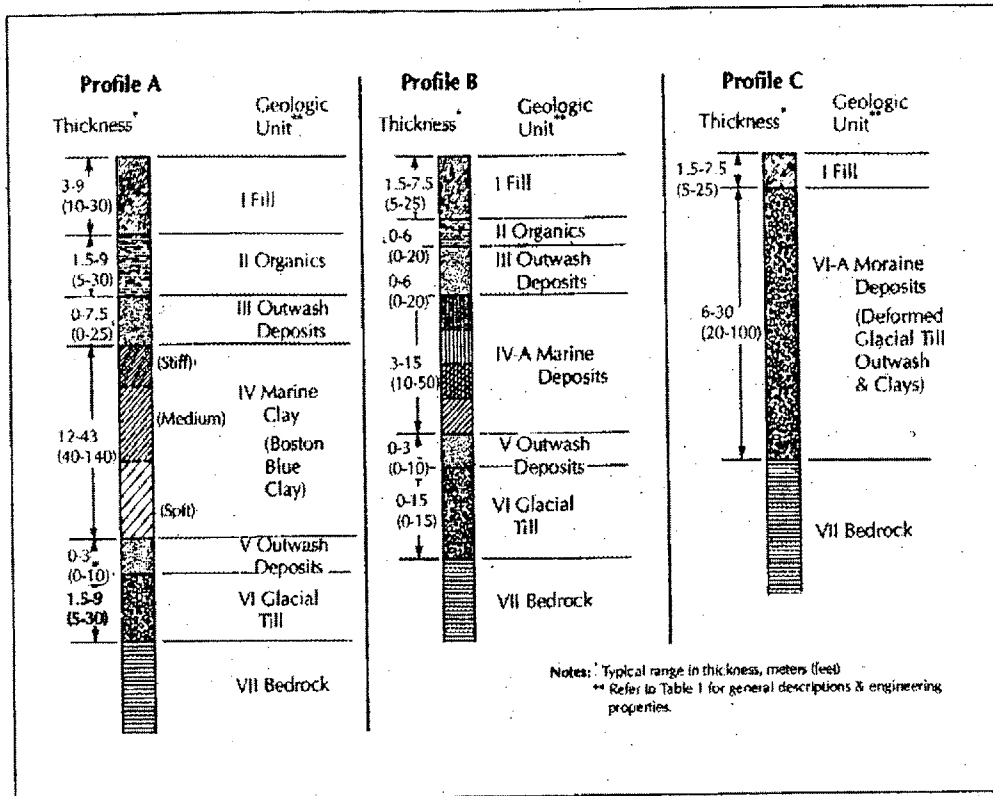 Profile A
Thickness*
Geologic
Unit**
3-9
(10-30)
I Fill
1.5-9
(5-30)
II Organics
0-7.5
(0-25)
III Outwash
Deposits
12-43
(40-140)
(Stiff)
(Medium)
(Soft)
IV Marine
Clay
(Boston
Blue
Clay)
0-3
(0-10)
V Outwash
Deposits
1.5-9
(5-30)
VI Glacial
Till
VII Bedrock
Profile B
Thickness*
Geologic
Unit**
1.5-7.5
(5-25)
I Fill
0-6
(0-20)
II Organics
0-6
(0-20)
III Outwash
Deposits
3-15
(10-50)
IV-A Marine
Deposits
0-3
(0-10)
V Outwash
Deposits
0-15
(0-15)
VI Glacial
Till
VII Bedrock
Profile C
Thickness*
Geologic
Unit**
1.5-7.5
(5-25)
I Fill
6-30
(20-100)
VI-A Moraine
Deposits
(Deformed
Glacial Till
Outwash
& Clays)
VII Bedrock
Notes: * Typical range in thickness, meters (feet)
** Refer to Table 1 for general descriptions & engineering
properties.